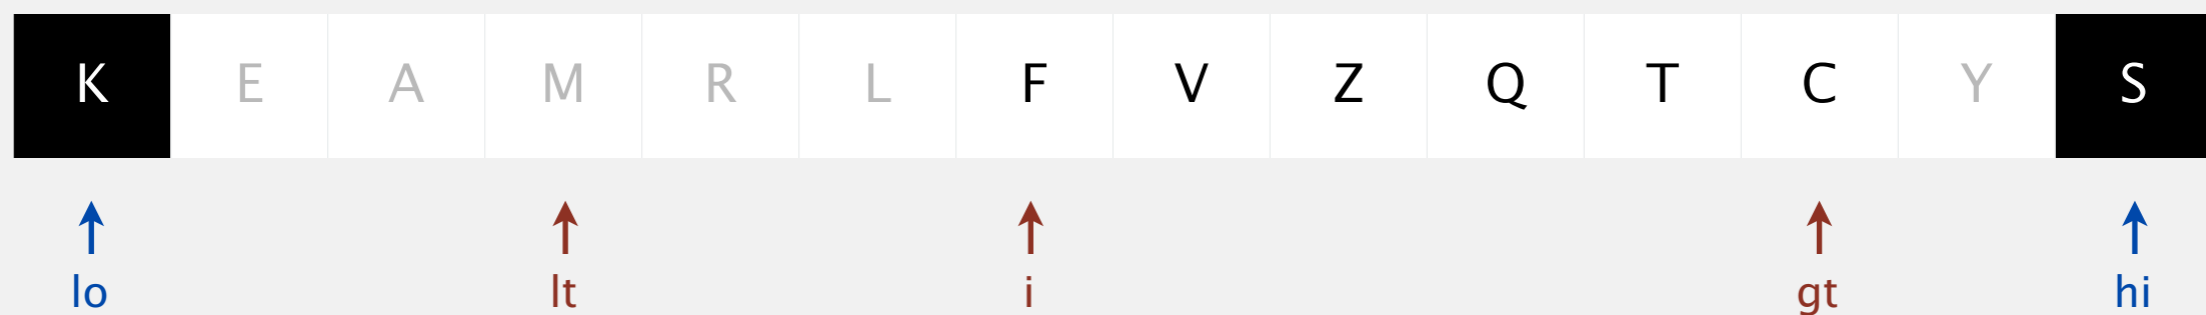 K E A M R L F V Z Q T C Y S
lo lt i gt hi